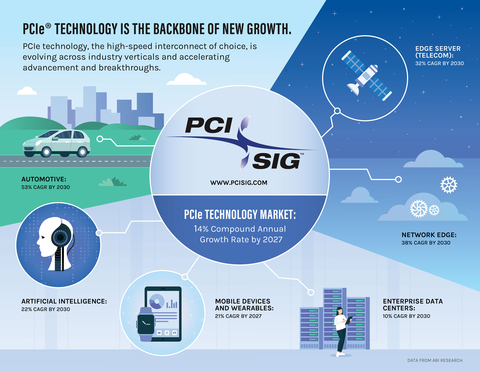 PCIe® TECHNOLOGY IS THE BACKBONE OF NEW GROWTH.
PCIe technology, the high-speed interconnect of choice, is
evolving across industry verticals and accelerating
advancement and breakthroughs.
EDGE SERVER
(TELECOM):
32% CAGR BY 2030
PCI
SIG™
WWW.PCISIG.COM
AUTOMOTIVE:
53% CAGR BY 2030
PCIe TECHNOLOGY MARKET:
14% Compound Annual
Growth Rate by 2027
NETWORK EDGE:
38% CAGR BY 2030
ARTIFICIAL INTELLIGENCE:
22% CAGR BY 2030
MOBILE DEVICES
AND WEARABLES:
21% CAGR BY 2027
ENTERPRISE DATA
CENTERS:
10% CAGR BY 2030
DATA FROM ABI RESEARCH